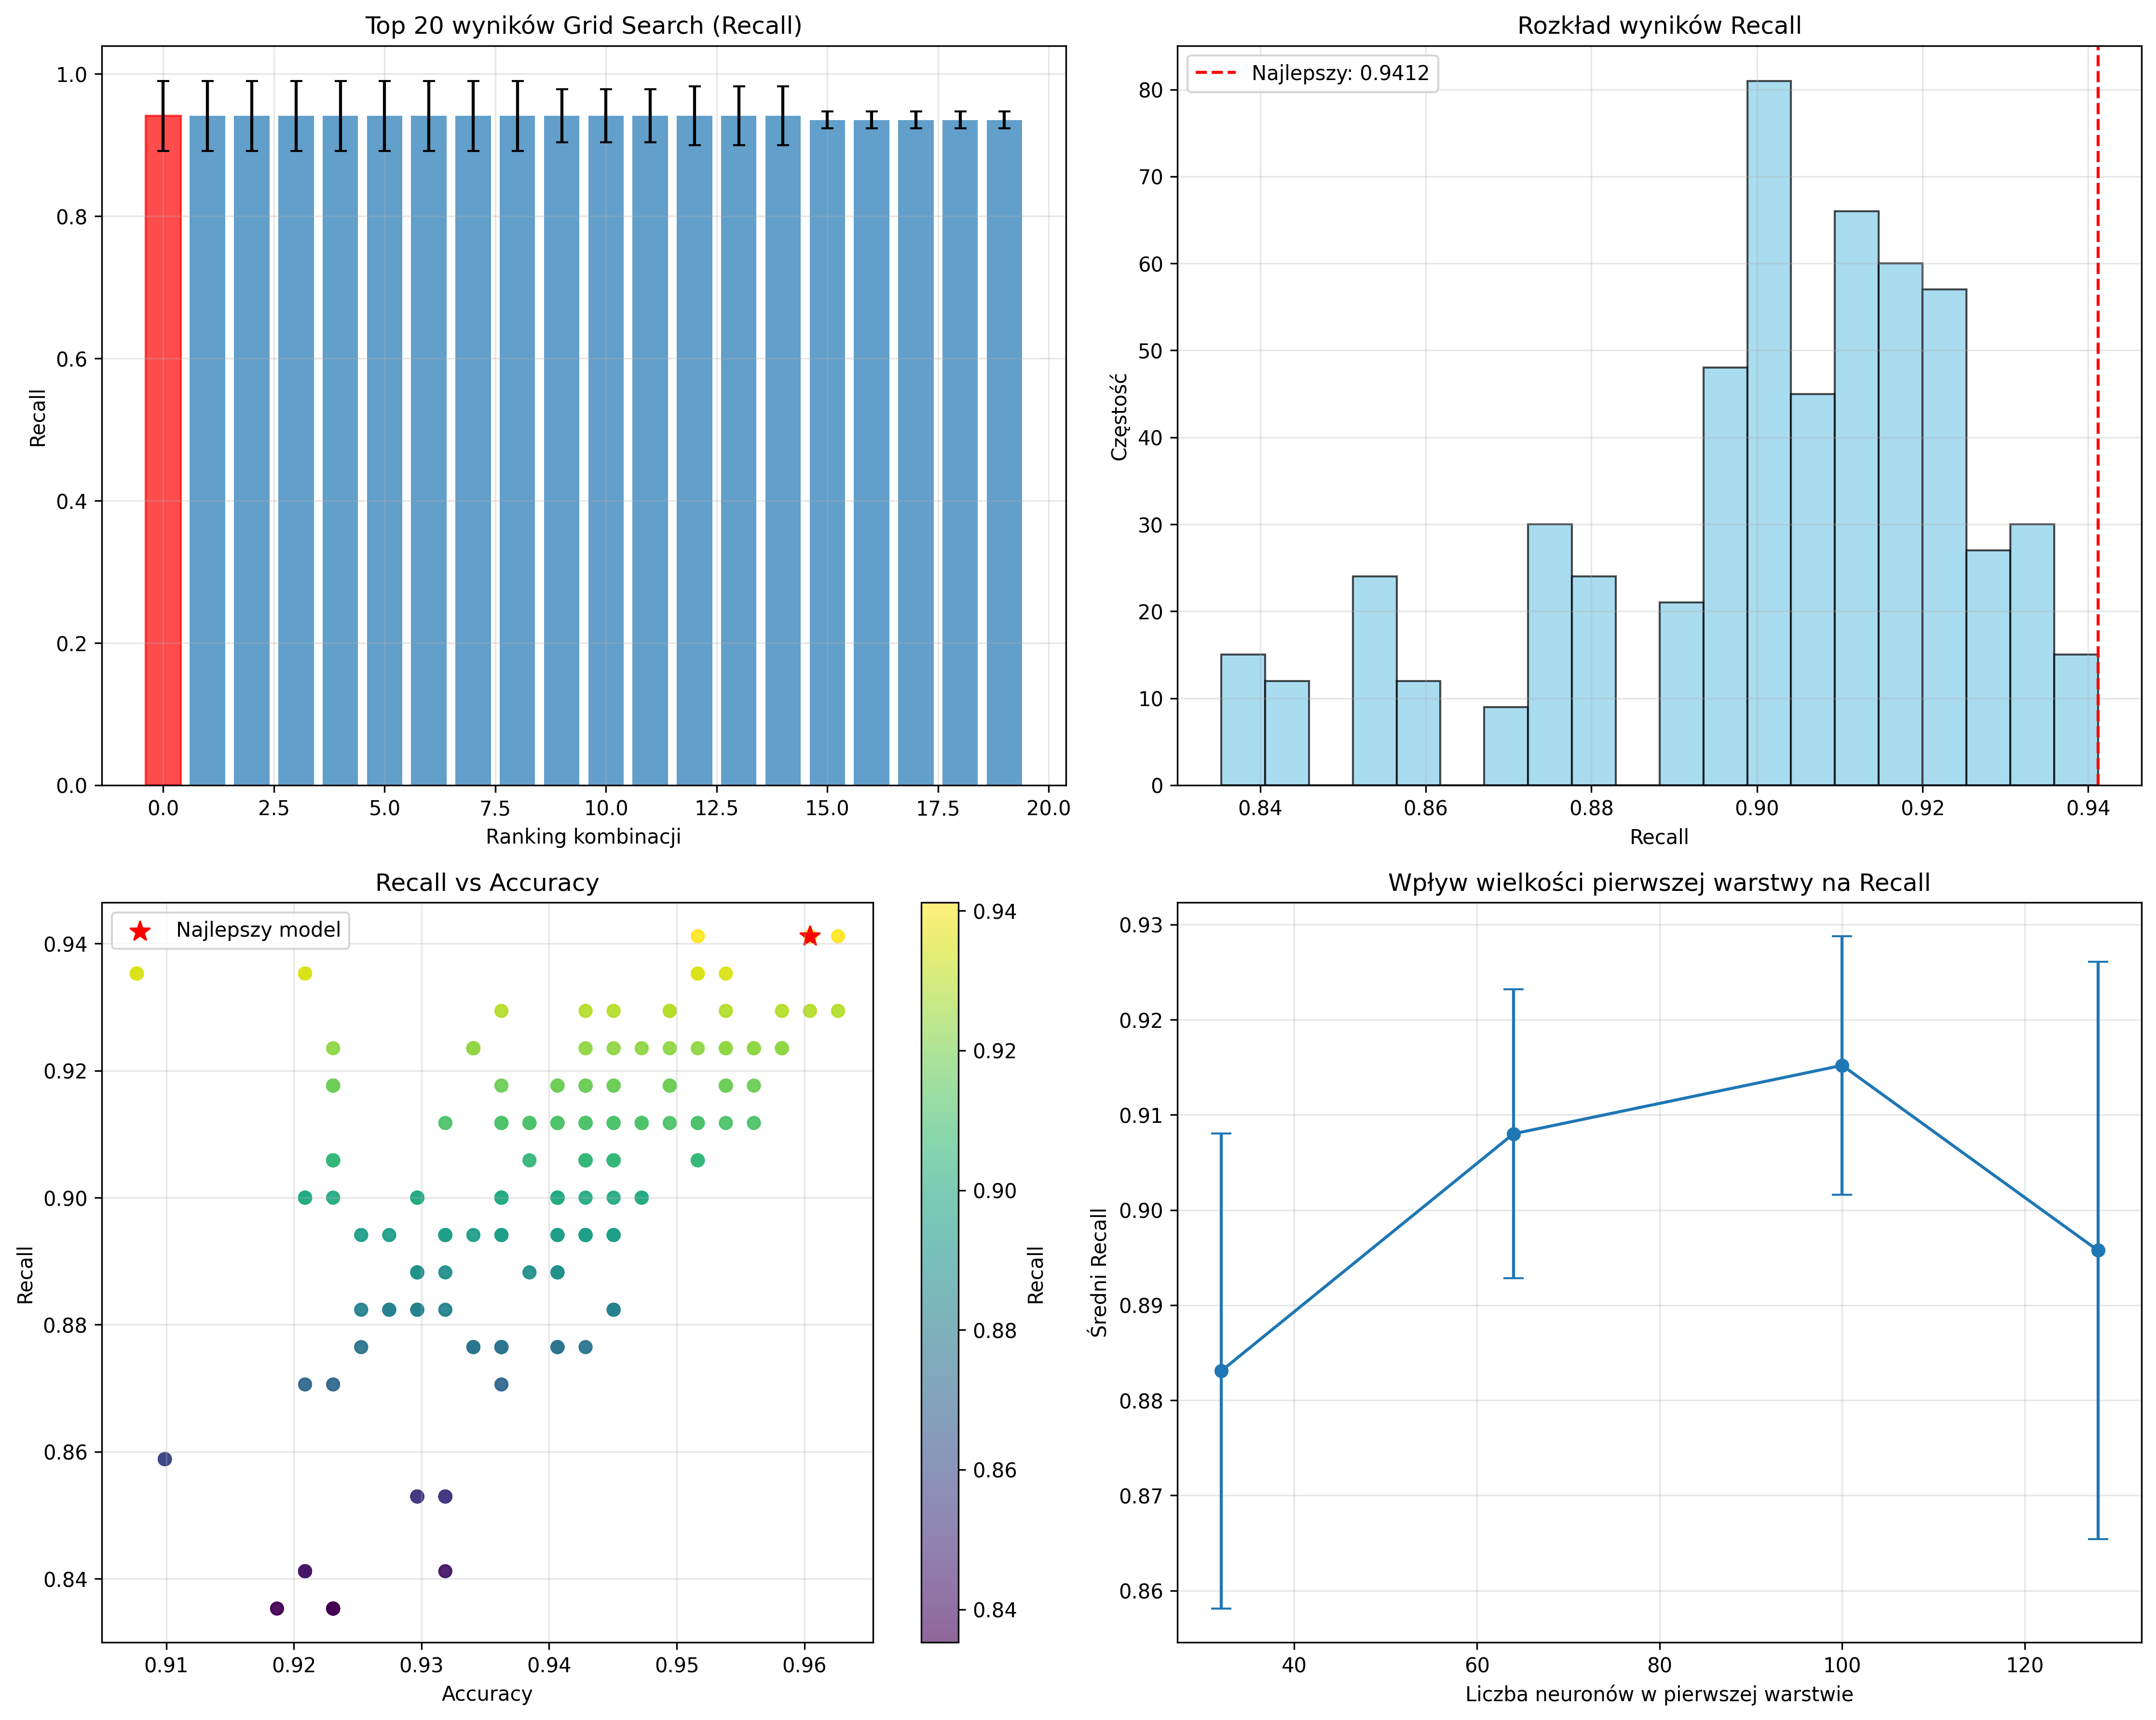 Top 20 wyników Grid Search (Recall)
1.0
0.8
0.6
0.4
0.2
0.0
Recall
0.0 2.5 5.0 7.5 10.0 12.5 15.0 17.5 20.0
Ranking kombinacji
Rozkład wyników Recall
Najlepszy: 0.9412
80
70
60
50
40
30
20
10
0
Częstość
0.84 0.86 0.88 0.90 0.92 0.94
Recall
Recall vs Accuracy
Najlepszy model
0.94
0.92
0.90
0.88
0.86
0.84
Recall
0.91 0.92 0.93 0.94 0.95 0.96
Accuracy
0.94
0.92
0.90
0.88
0.86
0.84
Recall
Wpływ wielkości pierwszej warstwy na Recall
0.93
0.92
0.91
0.90
0.89
0.88
0.87
0.86
Średni Recall
40 60 80 100 120
Liczba neuronów w pierwszej warstwie